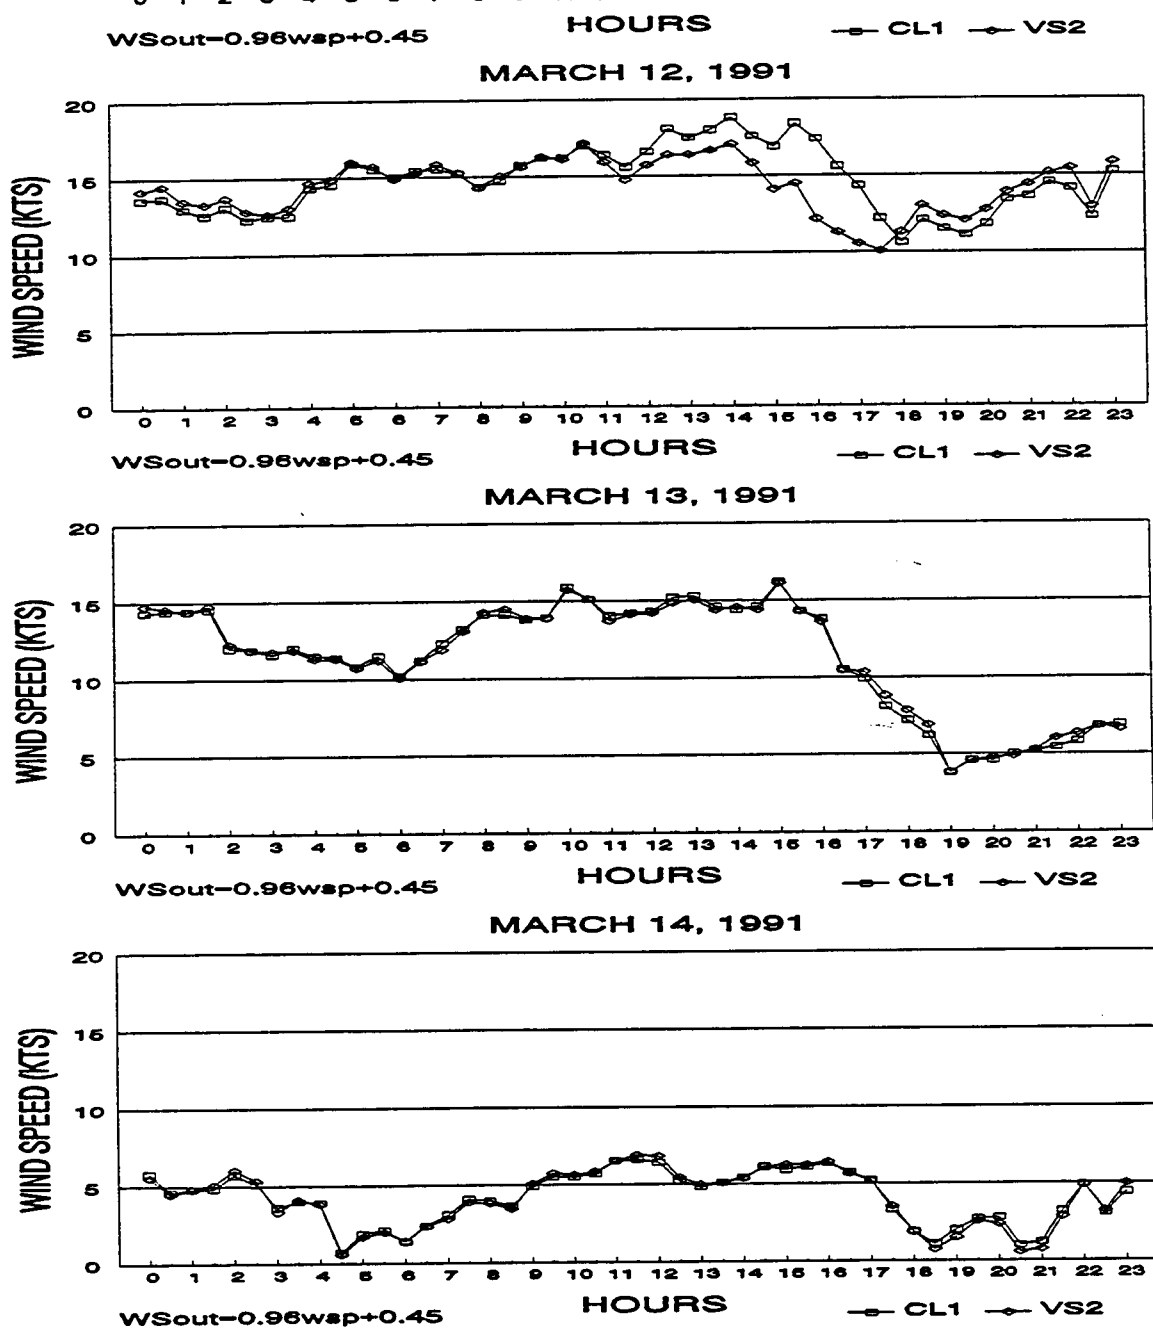 HOURS
WSout=0.96wsp+0.45 CL1 VS2
MARCH 12, 1991
20
15
10
5
0
WIND SPEED (KTS)
0 1 2 3 4 5 6 7 8 9 10 11 12 13 14 15 16 17 18 19 20 21 22 23
HOURS
WSout=0.96wsp+0.45 CL1 VS2
MARCH 13, 1991
20
15
10
5
0
WIND SPEED (KTS)
0 1 2 3 4 5 6 7 8 9 10 11 12 13 14 15 16 17 18 19 20 21 22 23
HOURS
WSout=0.96wsp+0.45 CL1 VS2
MARCH 14, 1991
20
15
10
5
0
WIND SPEED (KTS)
0 1 2 3 4 5 6 7 8 9 10 11 12 13 14 15 16 17 18 19 20 21 22 23
HOURS
WSout=0.96wsp+0.45 CL1 VS2